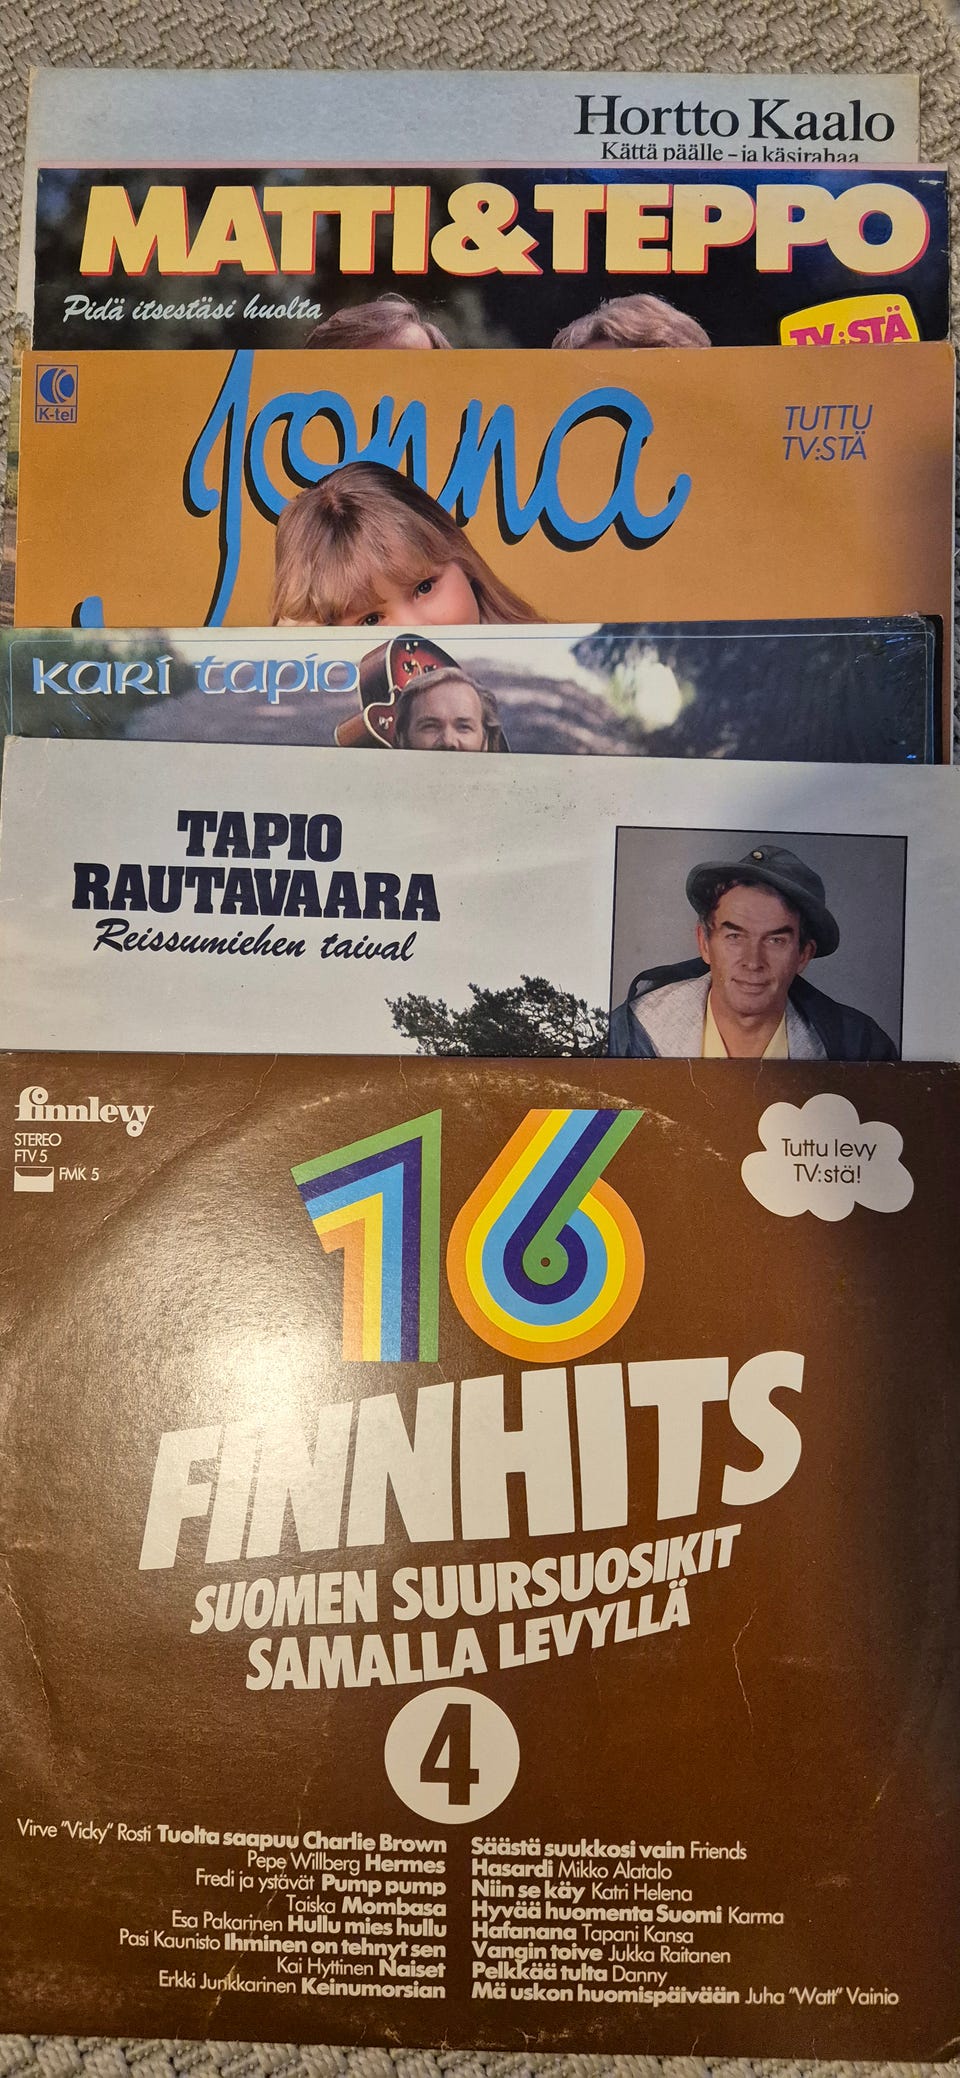 Hortto Kaalo
Kättä päälle – ja käsirahaa
MATTI&TEPPO
Pidä itsestäsi huolta
TV:STÄ
K-tel
Jonna
TUTTU
TV:STÄ
kari tapio
TAPIO
RAUTAVAARA
Reissumiehen taival
finnlevy
STEREO
FTV 5
FMK 5
Tuttu levy
TV:stä!
16
FINNHITS
SUOMEN SUURSUOSIKIT
SAMALLA LEVYLLÄ
4
Virve "Vicky" Rosti Tuolta saapuu Charlie Brown
Pepe Willberg Hermes
Fredi ja ystävät Pump pump
Taiska Mombasa
Esa Pakarinen Hullu mies hullu
Pasi Kaunisto Ihminen on tehnyt sen
Kai Hyttinen Naiset
Erkki Junkkarinen Keinumorsian
Säästä suukkosi vain Friends
Hasardi Mikko Alatalo
Niin se käy Katri Helena
Hyvää huomenta Suomi Karma
Hafanana Tapani Kansa
Vangin toive Jukka Raitanen
Pelkkää tulta Danny
Mä uskon huomispäivään Juha "Watt" Vainio